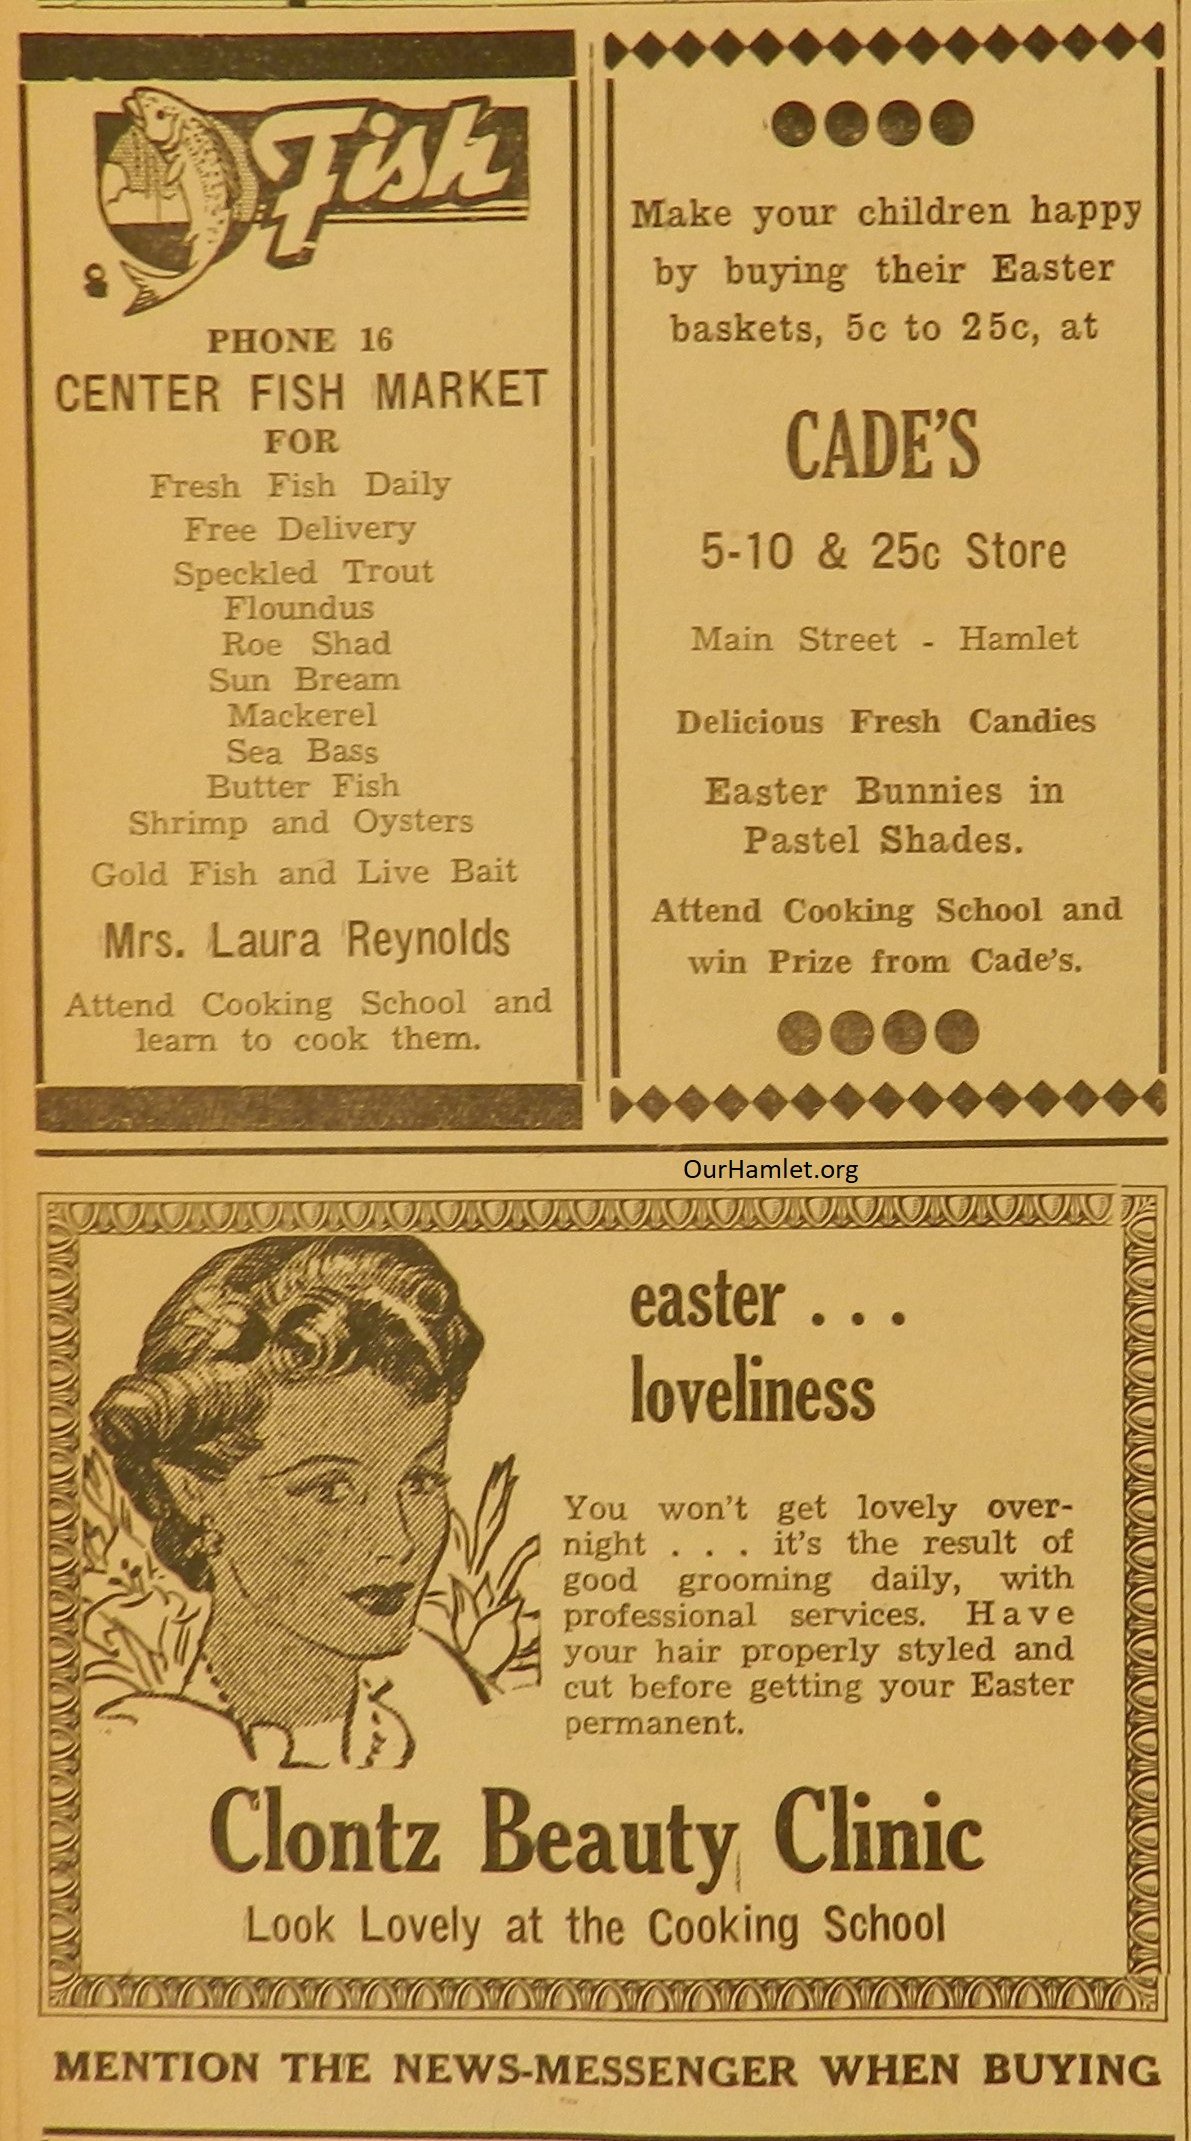 Fish
PHONE 16
CENTER FISH MARKET
FOR
Fresh Fish Daily
Free Delivery
Speckled Trout
Floundus
Roe Shad
Sun Bream
Mackerel
Sea Bass
Butter Fish
Shrimp and Oysters
Gold Fish and Live Bait
Mrs. Laura Reynolds
Attend Cooking School and
learn to cook them.
Make your children happy
by buying their Easter
baskets, 5c to 25c, at
CADE'S
5-10 & 25c Store
Main Street - Hamlet
Delicious Fresh Candies
Easter Bunnies in
Pastel Shades.
Attend Cooking School and
win Prize from Cade's.
OurHamlet.org
easter . . .
loveliness
You won't get lovely over-
night . . . it's the result of
good grooming daily, with
professional services. Have
your hair properly styled and
cut before getting your Easter
permanent.
Clontz Beauty Clinic
Look Lovely at the Cooking School
MENTION THE NEWS-MESSENGER WHEN BUYING